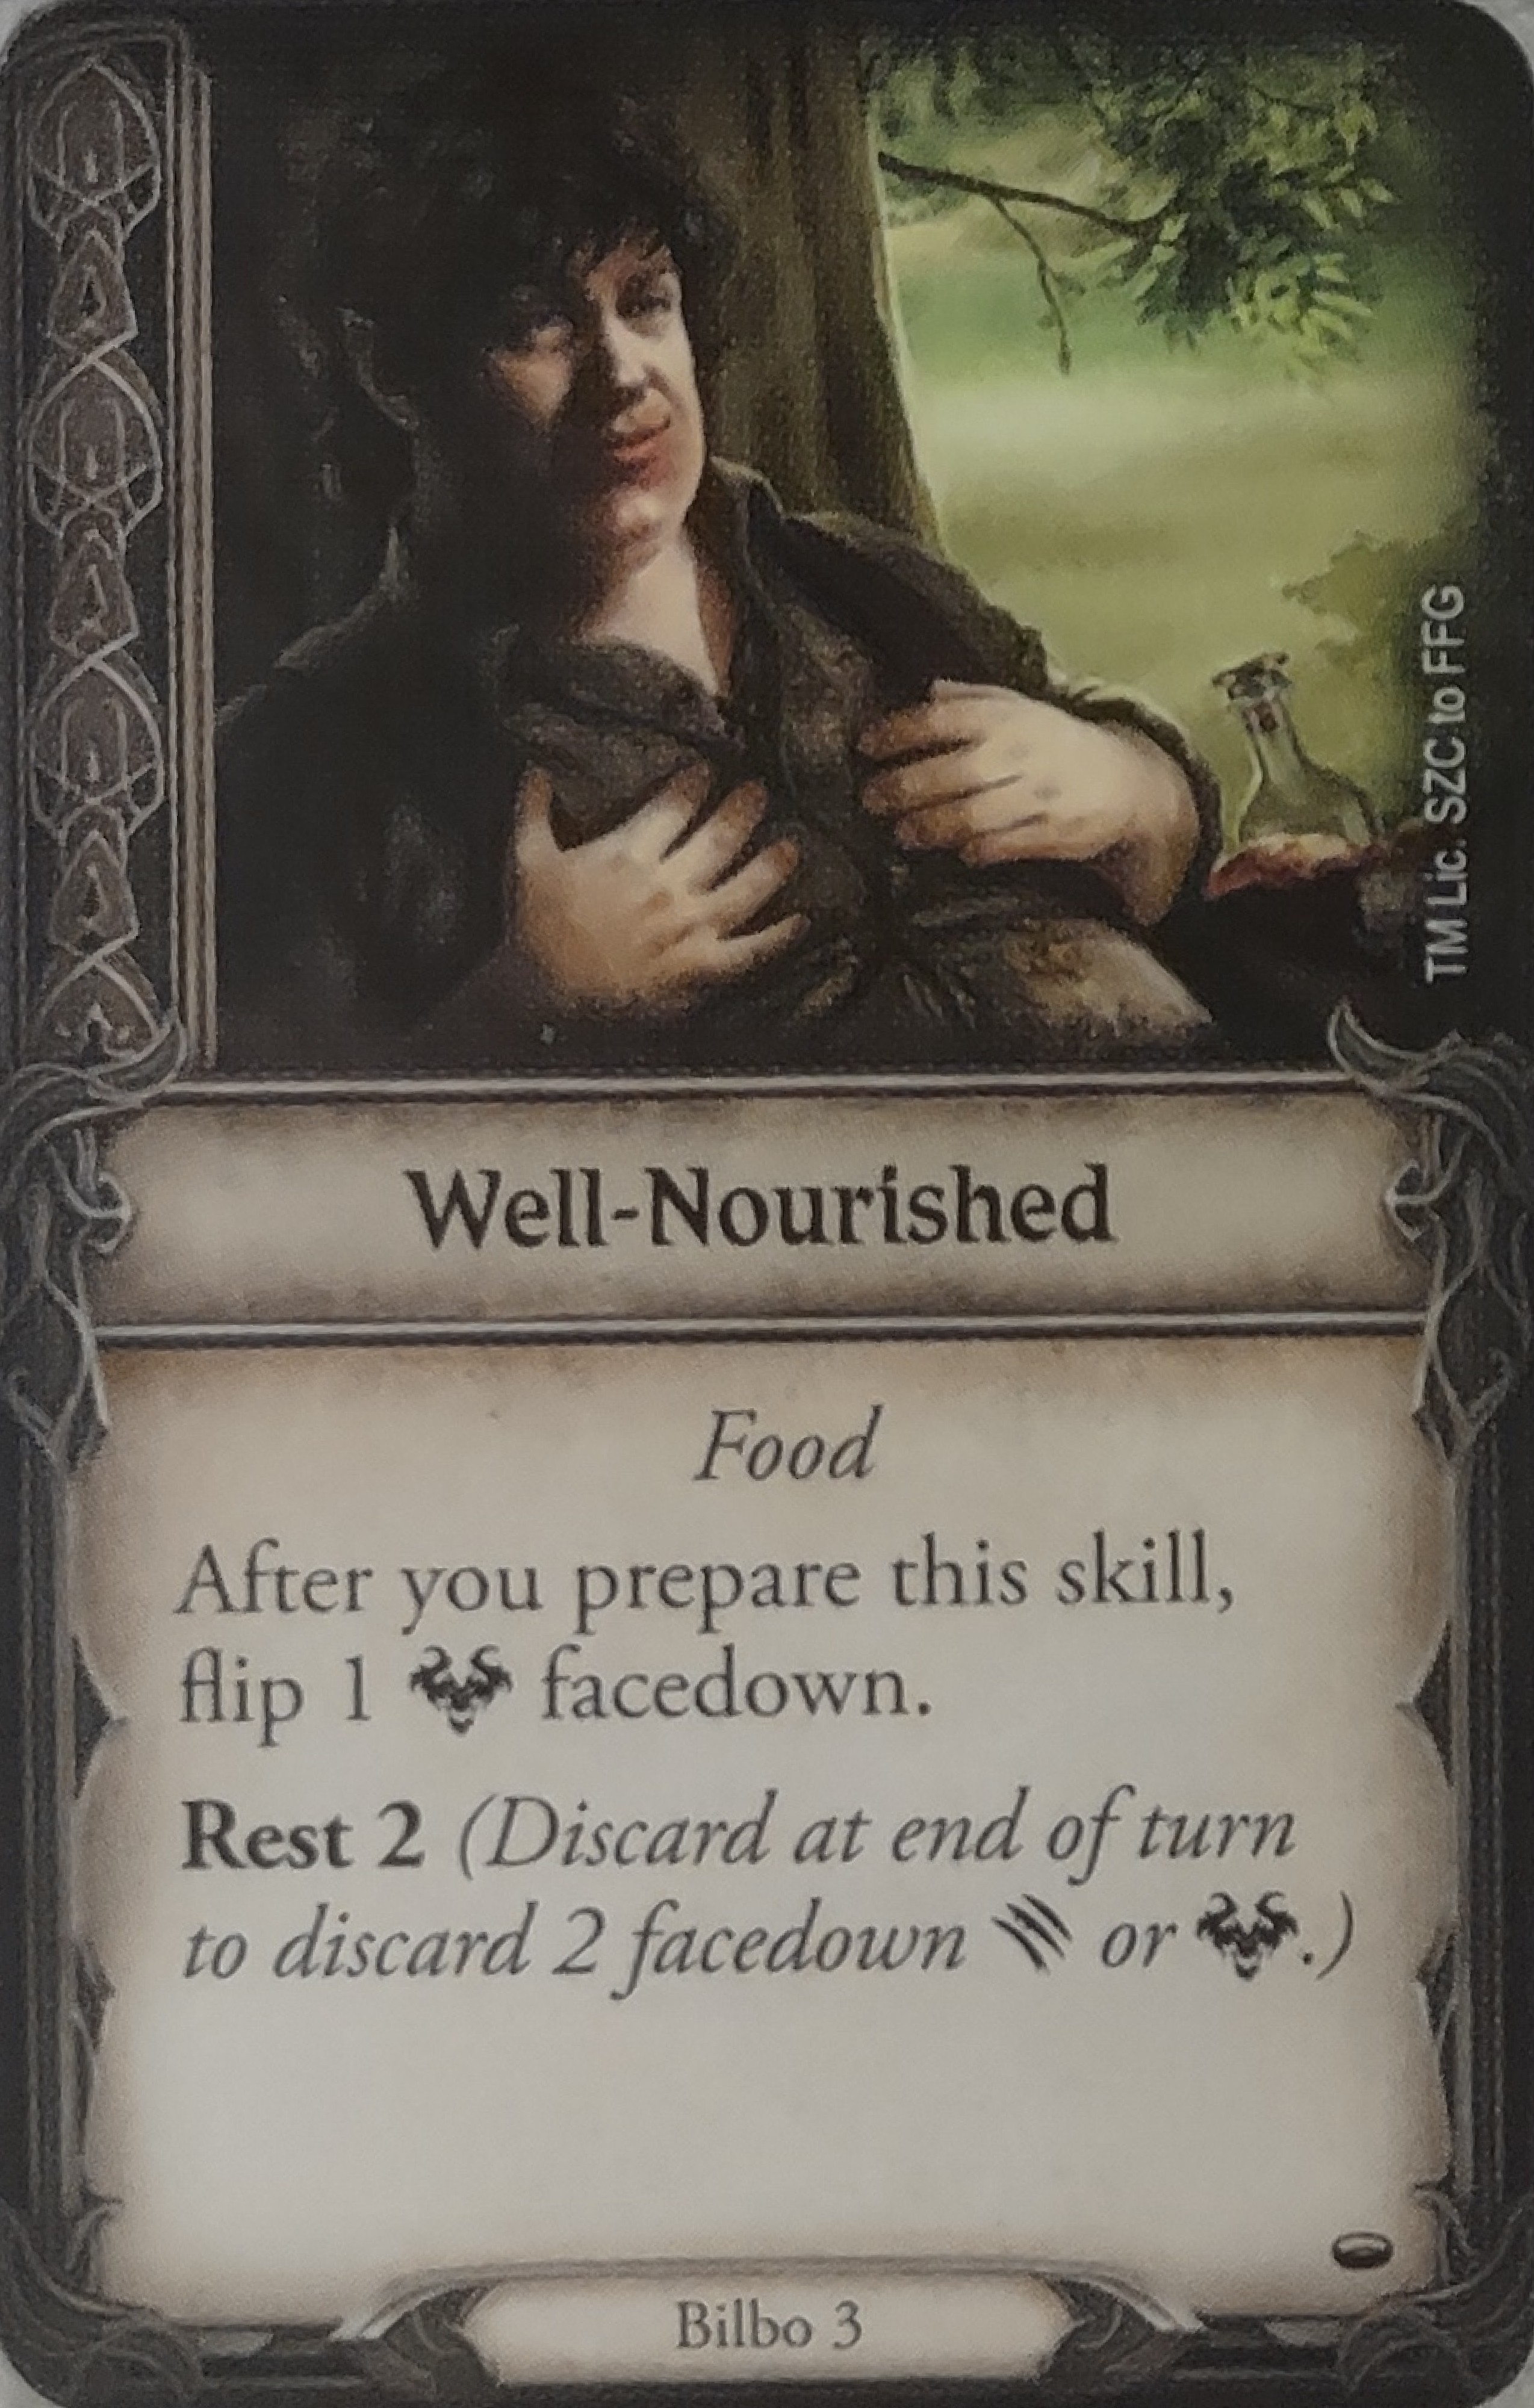 TM Lic. SZC to FFG
Well-Nourished
Food
After you prepare this skill,
flip 1 facedown.
Rest 2 (Discard at end of turn
to discard 2 facedown or .)
Bilbo 3